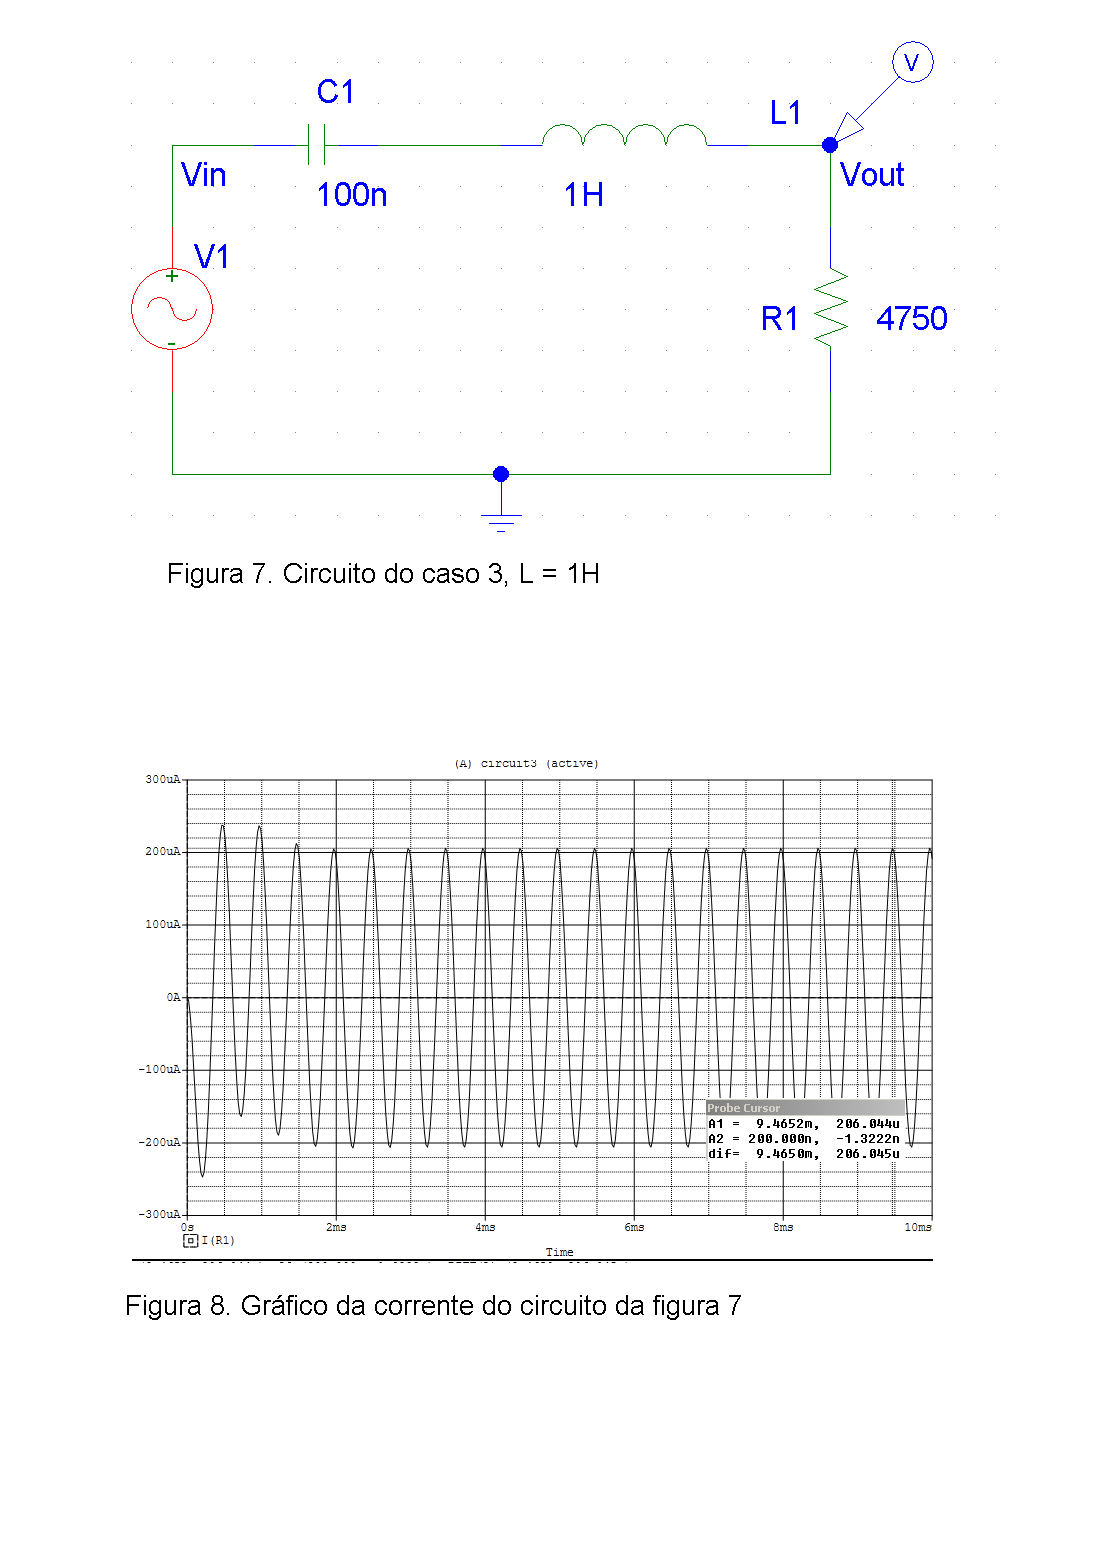 V
C1
L1
Vin
Vout
100n
1H
V1
+
-
R1
4750
Figura 7. Circuito do caso 3, L = 1H
(A) circuit3 (active)
300uA
200uA
100uA
0A
-100uA
-200uA
-300uA
Probe Cursor
A1 = 9.4652m, 206.044u
A2 = 200.000n, -1.3222n
dif= 9.4650m, 206.045u
0s 2ms 4ms 6ms 8ms 10ms
I(R1)
Time
Figura 8. Gráfico da corrente do circuito da figura 7